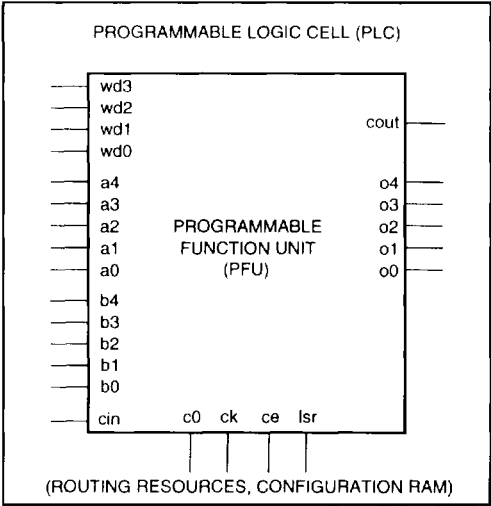 PROGRAMMABLE LOGIC CELL (PLC)
wd3
wd2
wd1
wd0
a4
a3
a2
a1
a0
b4
b3
b2
b1
b0
cin
PROGRAMMABLE
FUNCTION UNIT
(PFU)
cout
o4
o3
o2
o1
o0
c0 ck ce lsr
(ROUTING RESOURCES, CONFIGURATION RAM)